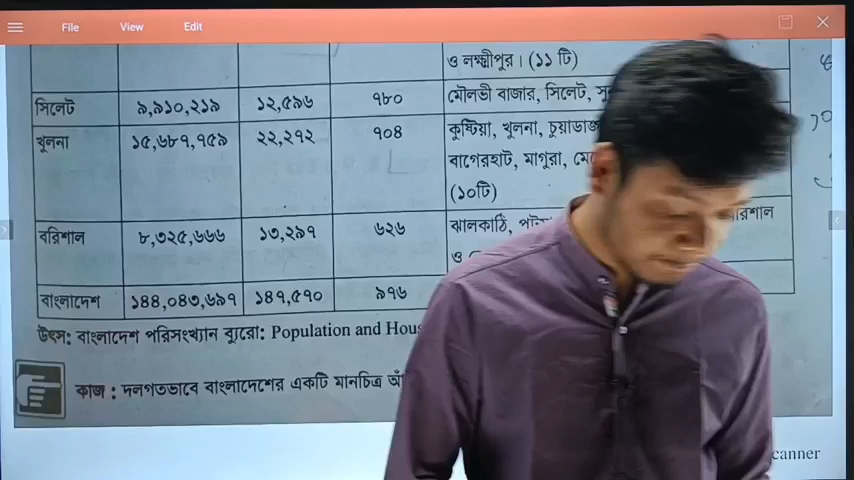 File View Edit
ও লক্ষ্মীপুর। (১১ টি)
সিলেট ৯,৯১০,২১৯ ১২,৫৯৬ ৭৮০ মৌলভী বাজার, সিলেট,
খুলনা ১৫,৬৮৭,৭৫৯ ২২,২৭২ ৭০৪ কুষ্টিয়া, খুলনা, চুয়াডাঙ্গা
বাগেরহাট, মাগুরা,
(১০টি)
বরিশাল ৮,৩২৫,৬৬৬ ১৩,২৯৭ ৬২৬ ঝালকাঠি,
ও
বাংলাদেশ ১৪৪,০৪৩,৬৯৭ ১৪৭,৫৭০ ৯৭৬
উৎস: বাংলাদেশ পরিসংখ্যান ব্যুরো: Population and
কাজ : দলগতভাবে বাংলাদেশের একটি মানচিত্র